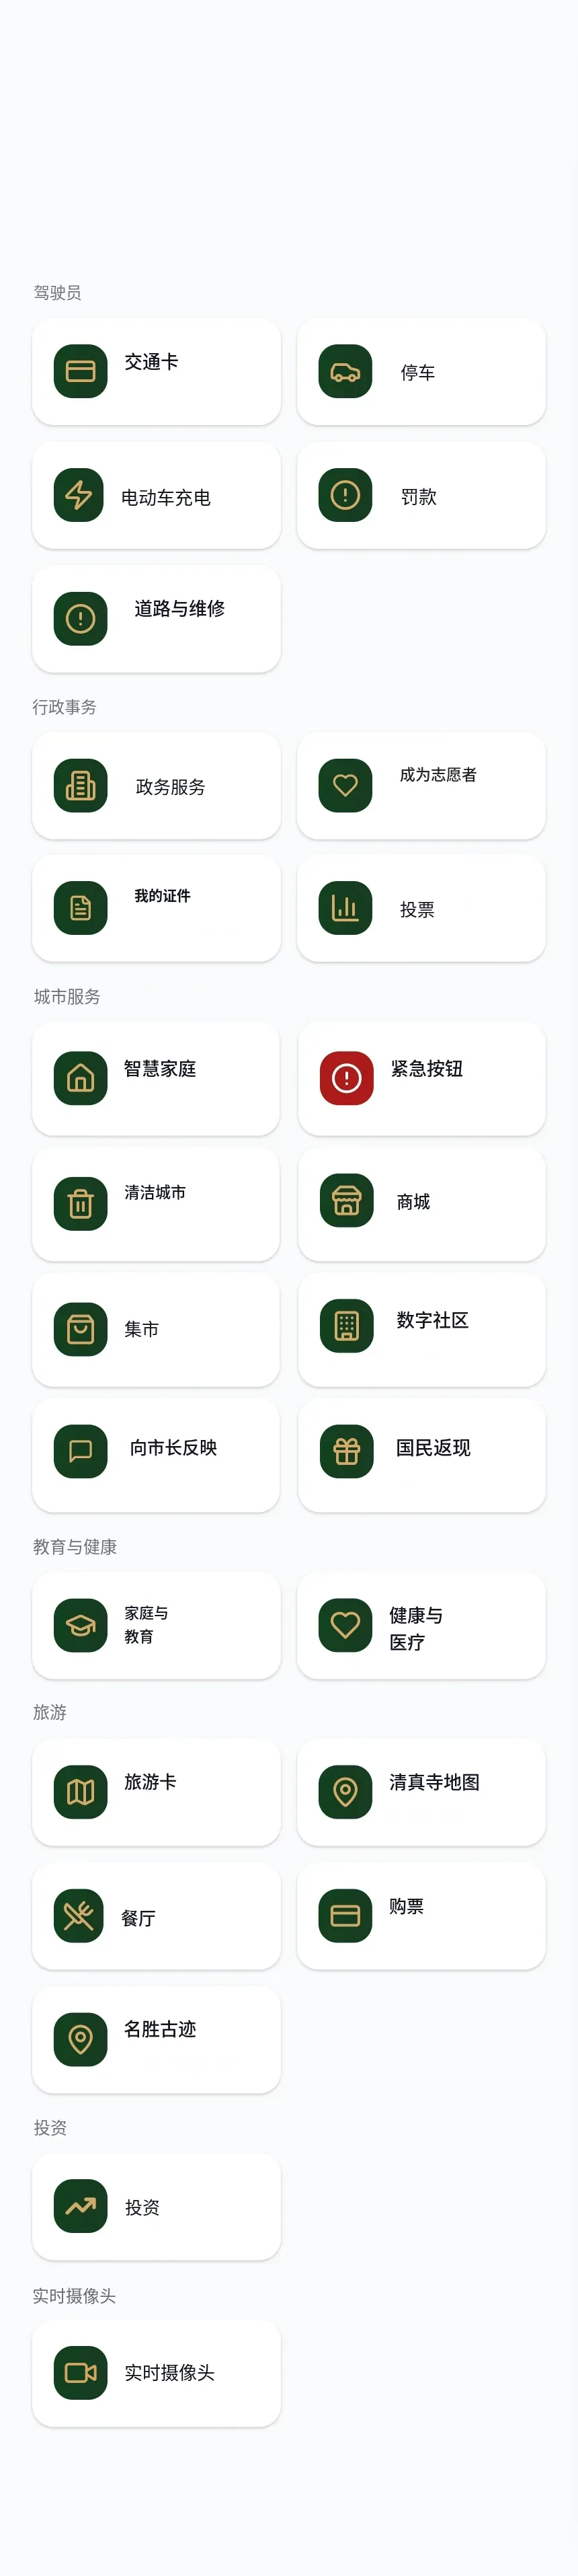 驾驶员
交通卡
停车
电动车充电
罚款
道路与维修
行政事务
政务服务
成为志愿者
我的证件
投票
城市服务
智慧家庭
紧急按钮
清洁城市
商城
集市
数字社区
向市长反映
国民返现
教育与健康
家庭与
教育
健康与
医疗
旅游
旅游卡
清真寺地图
餐厅
购票
名胜古迹
投资
投资
实时摄像头
实时摄像头